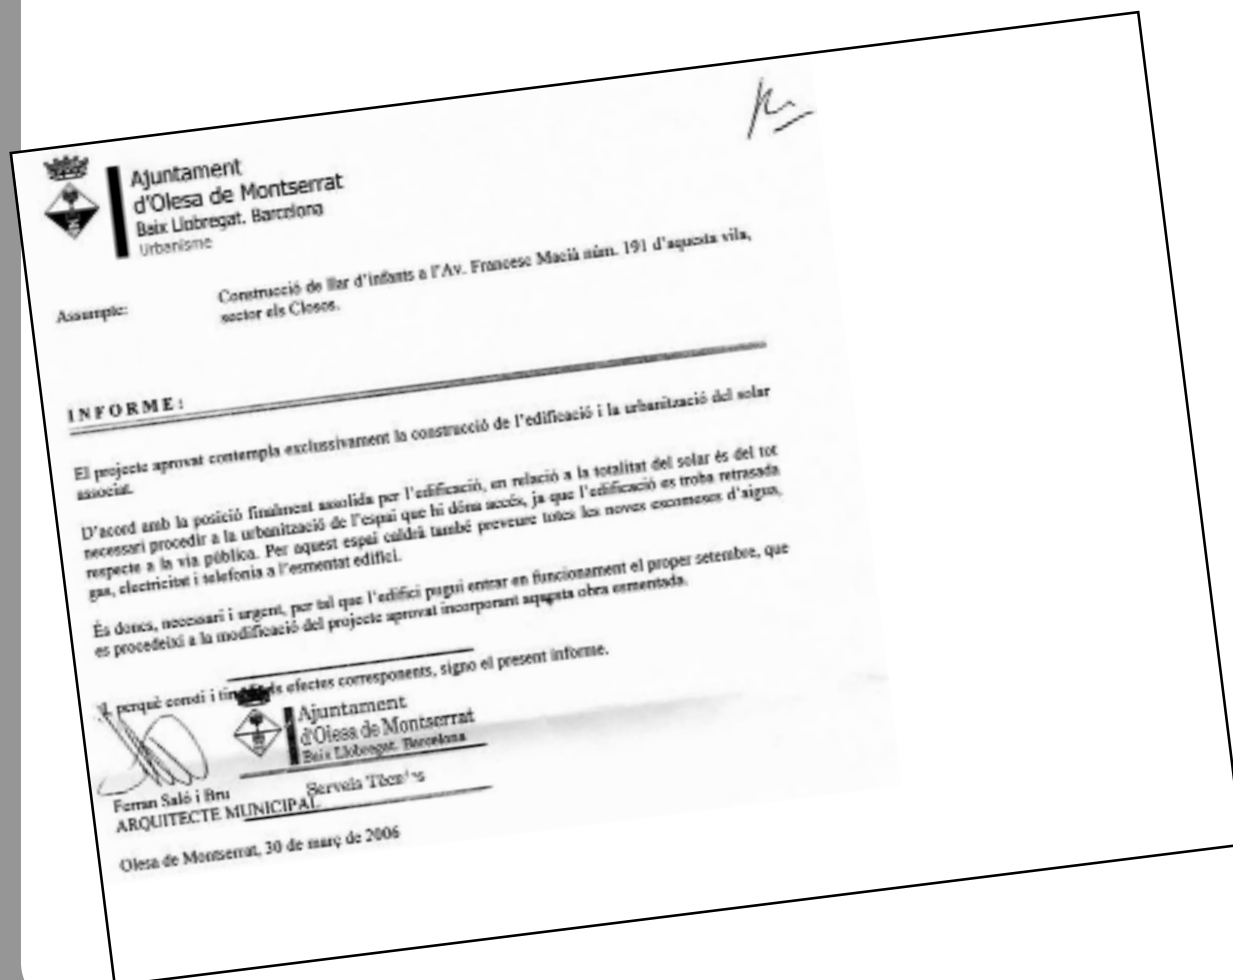 Ajuntament
d'Olesa de Montserrat
Baix Llobregat. Barcelona
Urbanisme
Assumpte:
Construcció de llar d'infants a l'Av. Francesc Macià núm. 191 d'aquesta vila,
sector els Closos.
INFORME:
El projecte aprovat contempla exclussivament la construcció de l'edificació i la urbanització del solar
associat.
D'acord amb la posició finalment assolida per l'edificació, en relació a la totalitat del solar és del tot
necessari procedir a la urbanització de l'espai que hi dóna accés, ja que l'edificació es troba retrasada
respecte a la via pública. Per aquest espai caldrà també preveure totes les noves escomeses d'aigua,
gas, electricitat i telefonia a l'esmentat edifici.
És doncs, necessari i urgent, per tal que l'edifici pugui entrar en funcionament el proper setembre, que
es procedeixi a la modificació del projecte aprovat incorporant aquesta obra esmentada.
I perquè consti i tingui els efectes corresponents, signo el present informe.
Ajuntament
d'Olesa de Montserrat
Baix Llobregat. Barcelona
Serveis Tècnics
Ferran Saló i Bru
ARQUITECTE MUNICIPAL
Olesa de Montserrat, 30 de març de 2006